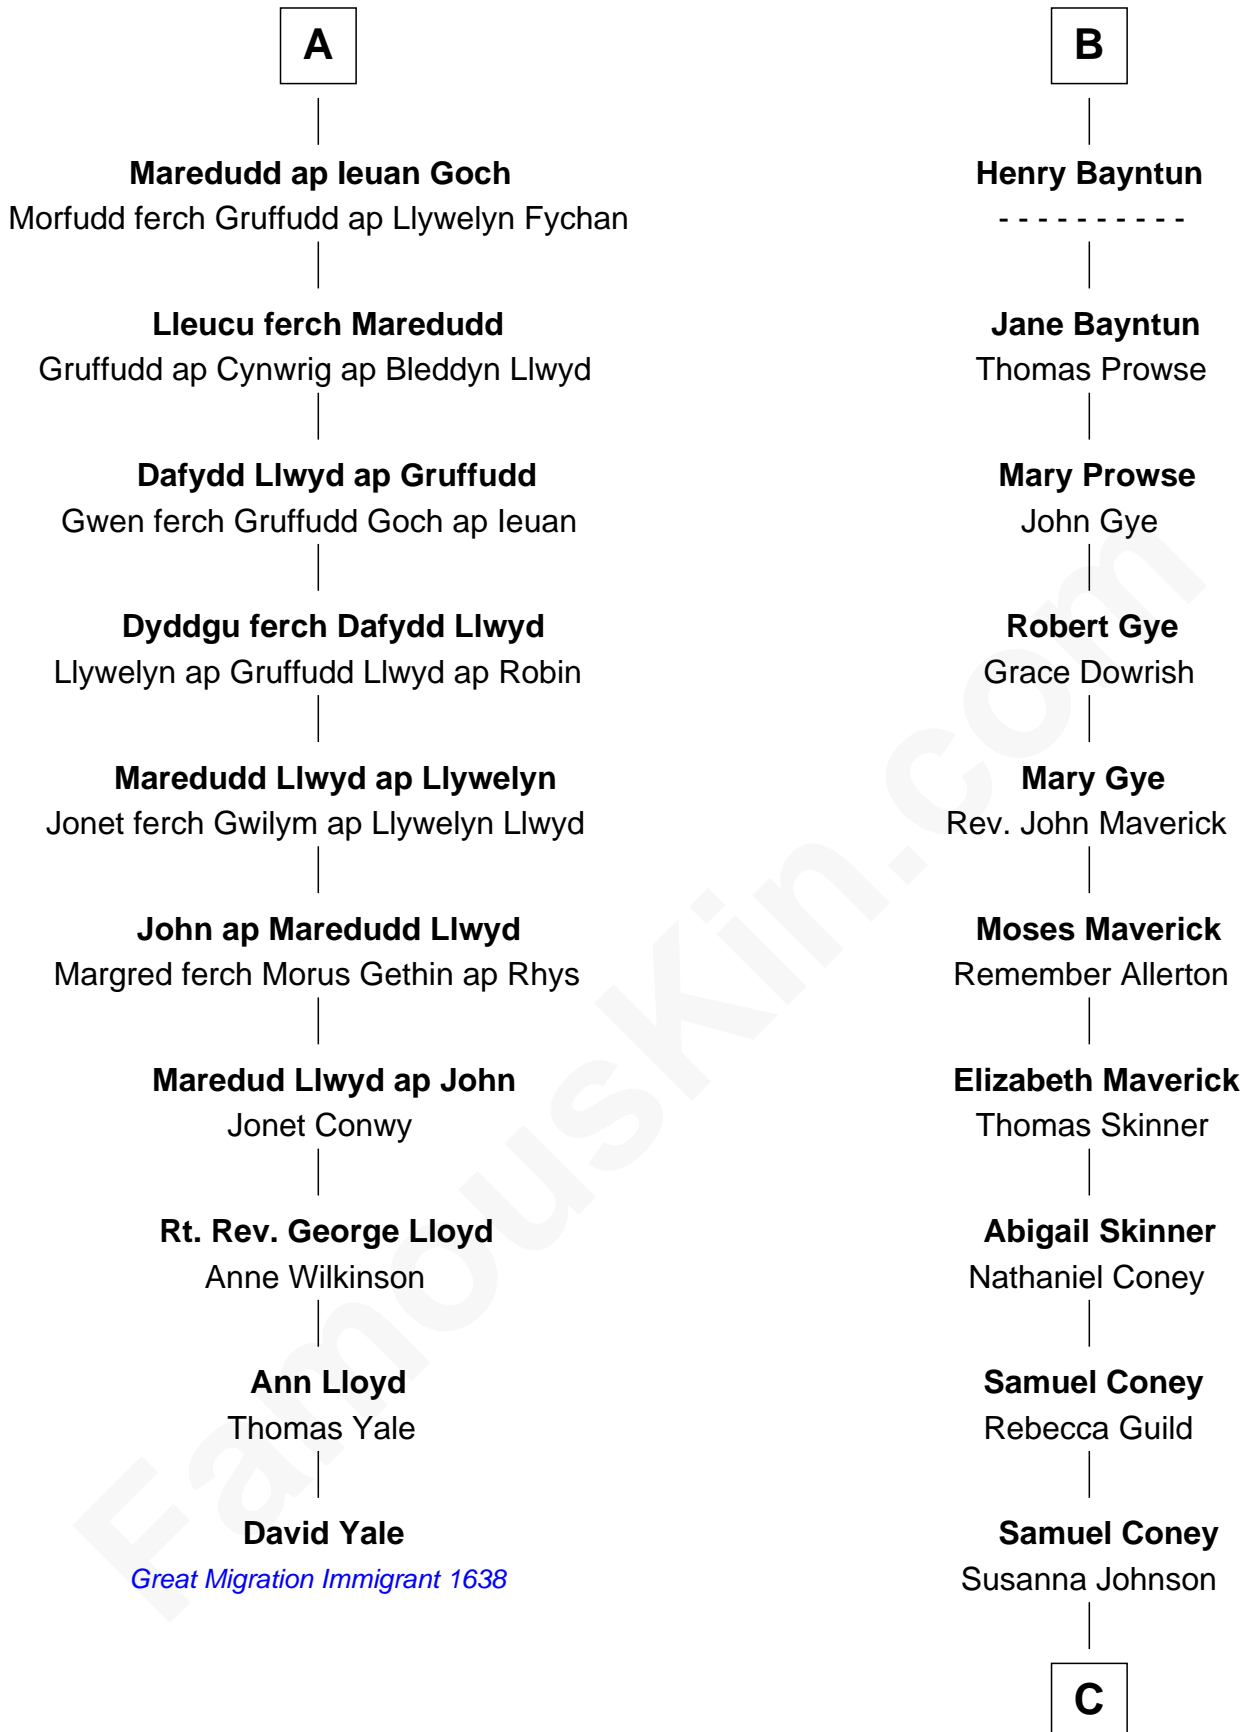 A
Maredudd ap Ieuan Goch
Morfudd ferch Gruffudd ap Llywelyn Fychan
Lleucu ferch Maredudd
Gruffudd ap Cynwrig ap Bleddyn Llwyd
Dafydd Llwyd ap Gruffudd
Gwen ferch Gruffudd Goch ap Ieuan
Dyddgu ferch Dafydd Llwyd
Llywelyn ap Gruffudd Llwyd ap Robin
Maredudd Llwyd ap Llywelyn
Jonet ferch Gwilym ap Llywelyn Llwyd
John ap Maredudd Llwyd
Margred ferch Morus Gethin ap Rhys
Maredud Llwyd ap John
Jonet Conwy
Rt. Rev. George Lloyd
Anne Wilkinson
Ann Lloyd
Thomas Yale
David Yale
Great Migration Immigrant 1638
B
Henry Bayntun
- - - - - - - - - -
Jane Bayntun
Thomas Prowse
Mary Prowse
John Gye
Robert Gye
Grace Dowrish
Mary Gye
Rev. John Maverick
Moses Maverick
Remember Allerton
Elizabeth Maverick
Thomas Skinner
Abigail Skinner
Nathaniel Coney
Samuel Coney
Rebecca Guild
Samuel Coney
Susanna Johnson
C
FamousKin.com